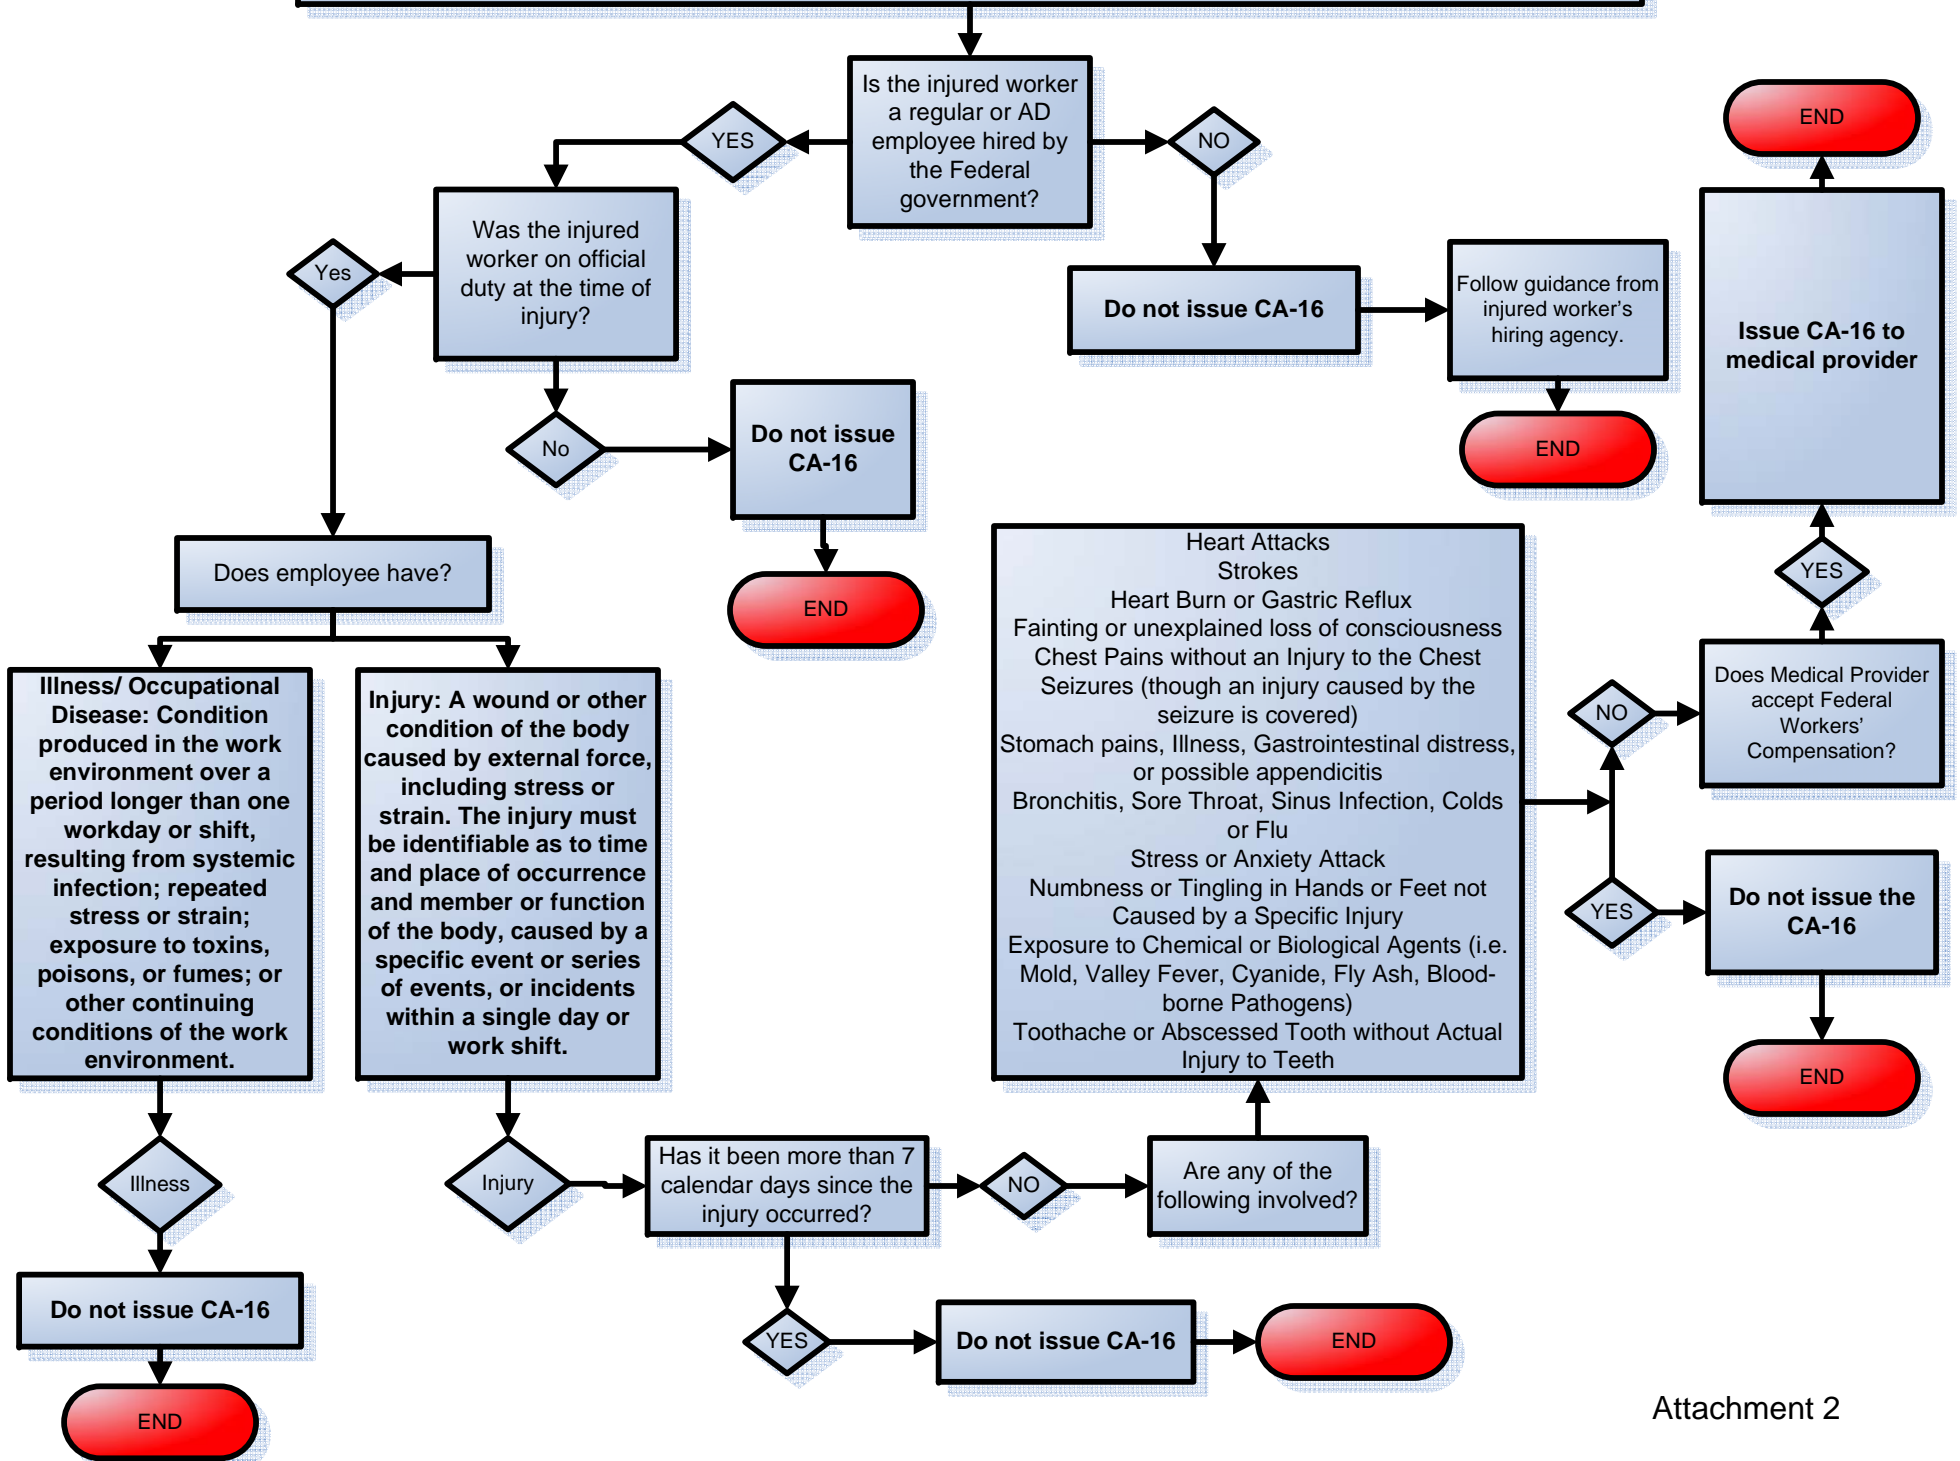 Is the injured worker
a regular or AD
employee hired by
the Federal
government?
YES
NO
END
Was the injured
worker on official
duty at the time of
injury?
Yes
No
Do not issue
CA-16
END
Do not issue CA-16
Follow guidance from
injured worker's
hiring agency.
END
Issue CA-16 to
medical provider
YES
Does Medical Provider
accept Federal
Workers'
Compensation?
NO
YES
Do not issue the
CA-16
END
Does employee have?
Illness/ Occupational
Disease: Condition
produced in the work
environment over a
period longer than one
workday or shift,
resulting from systemic
infection; repeated
stress or strain;
exposure to toxins,
poisons, or fumes; or
other continuing
conditions of the work
environment.
Injury: A wound or other
condition of the body
caused by external force,
including stress or
strain. The injury must
be identifiable as to time
and place of occurrence
and member or function
of the body, caused by a
specific event or series
of events, or incidents
within a single day or
work shift.
Heart Attacks
Strokes
Heart Burn or Gastric Reflux
Fainting or unexplained loss of consciousness
Chest Pains without an Injury to the Chest
Seizures (though an injury caused by the
seizure is covered)
Stomach pains, Illness, Gastrointestinal distress,
or possible appendicitis
Bronchitis, Sore Throat, Sinus Infection, Colds
or Flu
Stress or Anxiety Attack
Numbness or Tingling in Hands or Feet not
Caused by a Specific Injury
Exposure to Chemical or Biological Agents (i.e.
Mold, Valley Fever, Cyanide, Fly Ash, Blood-
borne Pathogens)
Toothache or Abscessed Tooth without Actual
Injury to Teeth
Illness
Injury
Has it been more than 7
calendar days since the
injury occurred?
NO
Are any of the
following involved?
Do not issue CA-16
END
YES
Do not issue CA-16
END
Attachment 2